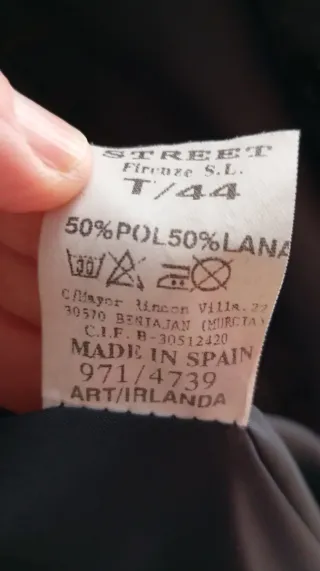 STREET
Firenze S.L.
T/44
50%POL50%LANA
30
C/Mayor Rincon Villa.22
30570 BENIAJAN (MURCIA)
C.I.F. B-30512420
MADE IN SPAIN
971/4739
ART/IRLANDA